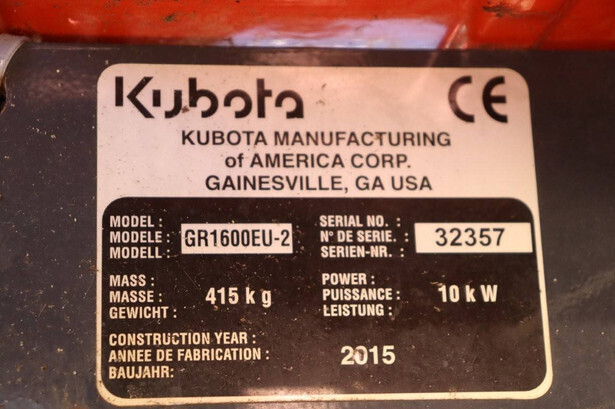 Kubota CE
KUBOTA MANUFACTURING
of AMERICA CORP.
GAINESVILLE, GA USA
MODEL : SERIAL NO. :
MODELE : GR1600EU-2 N° DE SERIE. : 32357
MODELL : SERIEN-NR. :
MASS : POWER :
MASSE : 415 kg PUISSANCE : 10 kW
GEWICHT : LEISTUNG :
CONSTRUCTION YEAR :
ANNEE DE FABRICATION : 2015
BAUJAHR: